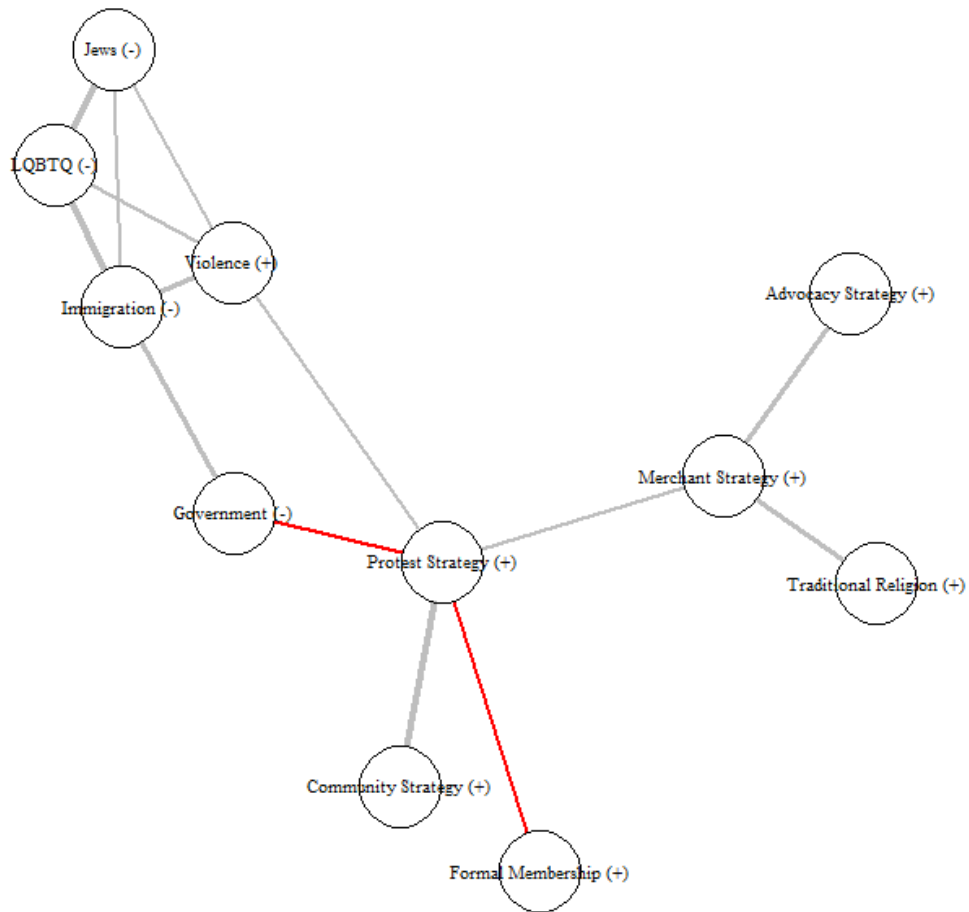 Jews (-)
LQBTQ (-)
Violence (+)
Immigration (-)
Advocacy Strategy (+)
Merchant Strategy (+)
Government (-)
Protest Strategy (+)
Traditional Religion (+)
Community Strategy (+)
Formal Membership (+)